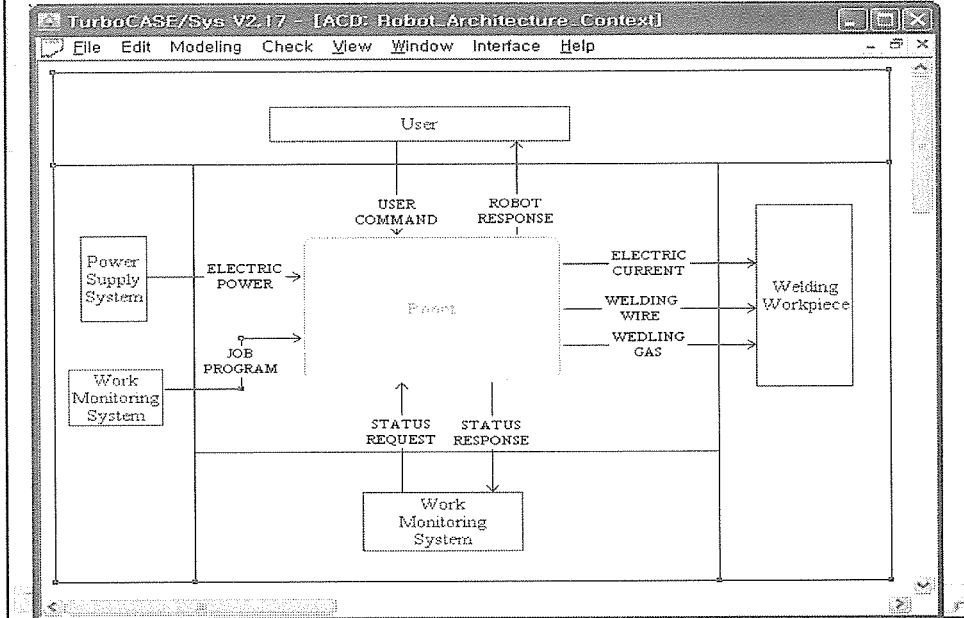 TurboCASE/Sys V2.17 - [ACD: Robot_Architecture_Context]
File Edit Modeling Check View Window Interface Help
User
USER
COMMAND
ROBOT
RESPONSE
Power
Supply
System
ELECTRIC
POWER
Robot
ELECTRIC
CURRENT
WELDING
WIRE
WEDLING
GAS
Welding
Workpiece
JOB
PROGRAM
Work
Monitoring
System
STATUS
REQUEST
STATUS
RESPONSE
Work
Monitoring
System